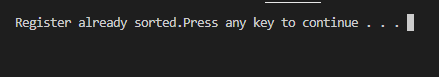 Register already sorted.Press any key to continue . . .